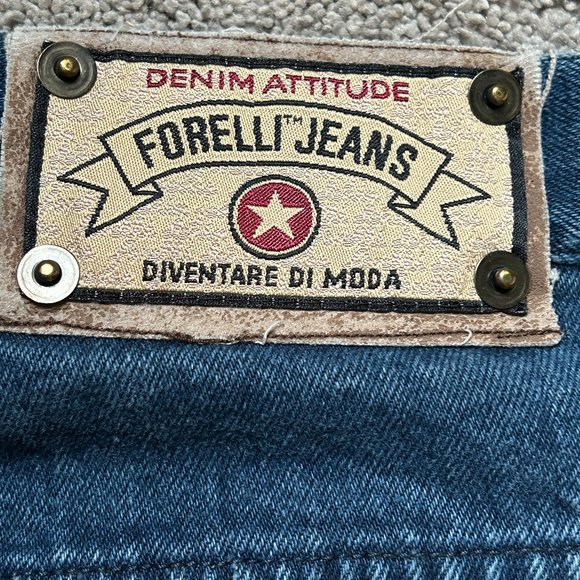 DENIM ATTITUDE
FORELLI™ JEANS
DIVENTARE DI MODA